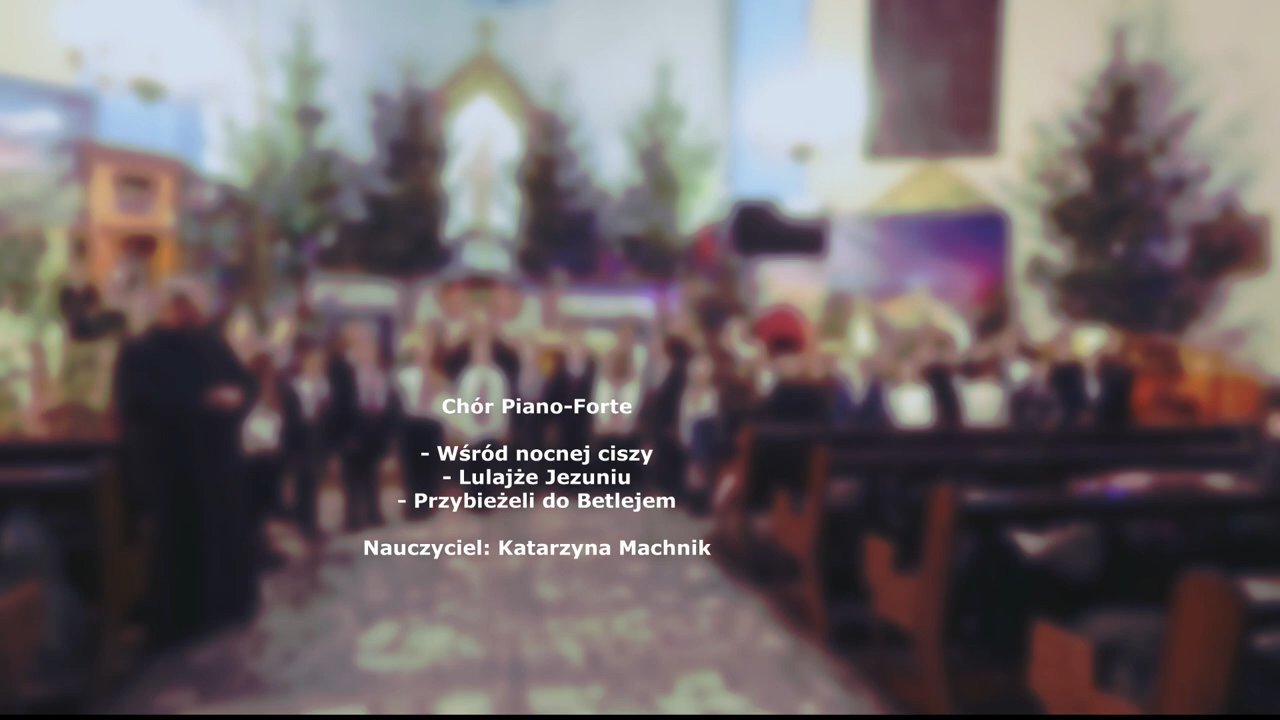 Chór Piano-Forte
- Wśród nocnej ciszy
- Lulajże Jezuniu
- Przybieżeli do Betlejem
Nauczyciel: Katarzyna Machnik